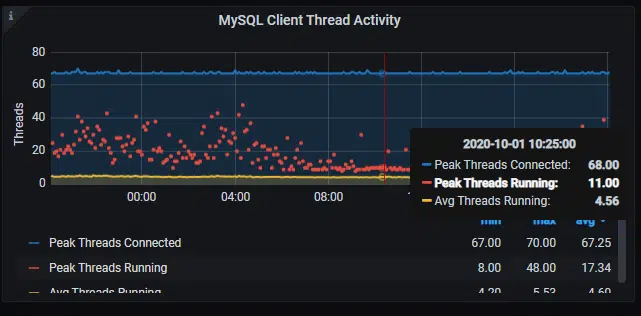 i
MySQL Client Thread Activity
Threads
80
60
40
20
0
00:00
04:00
08:00
2020-10-01 10:25:00
Peak Threads Connected: 68.00
Peak Threads Running: 11.00
Avg Threads Running: 4.56
min max avg
Peak Threads Connected 67.00 70.00 67.25
Peak Threads Running 8.00 48.00 17.34
Avg Threads Running 4.20 5.53 4.60